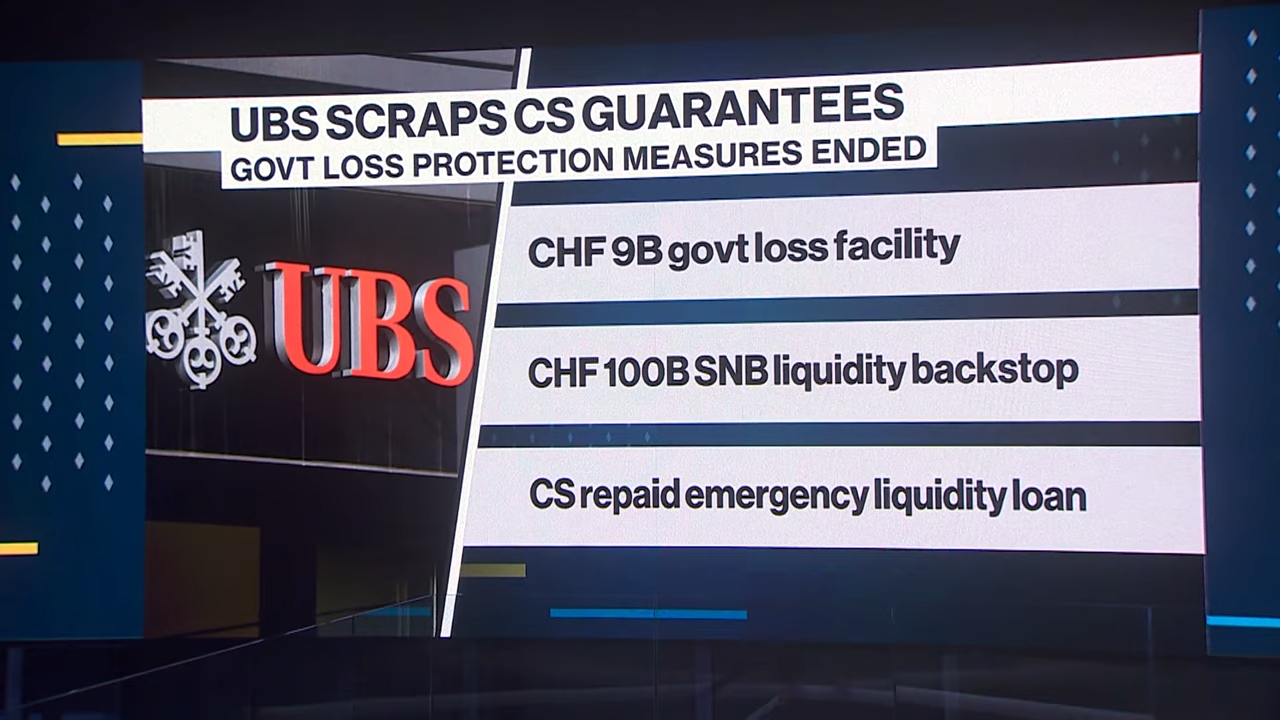 UBS SCRAPS CS GUARANTEES
GOVT LOSS PROTECTION MEASURES ENDED
UBS
CHF 9B govt loss facility
CHF 100B SNB liquidity backstop
CS repaid emergency liquidity loan